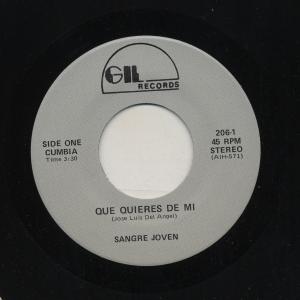 GIL
RECORDS
SIDE ONE
CUMBIA
Time 3:30
206-1
45 RPM
STEREO
(AIH-571)
QUE QUIERES DE MI
(Jose Luis Del Angel)
SANGRE JOVEN